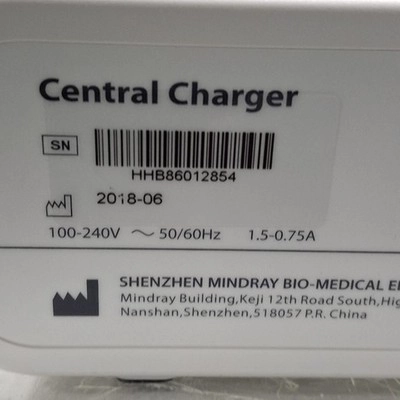 Central Charger
SN
HHB86012854
2018-06
100-240V ~ 50/60Hz 1.5-0.75A
SHENZHEN MINDRAY BIO-MEDICAL
Mindray Building,Keji 12th Road South,
Nanshan,Shenzhen,518057 P.R. China